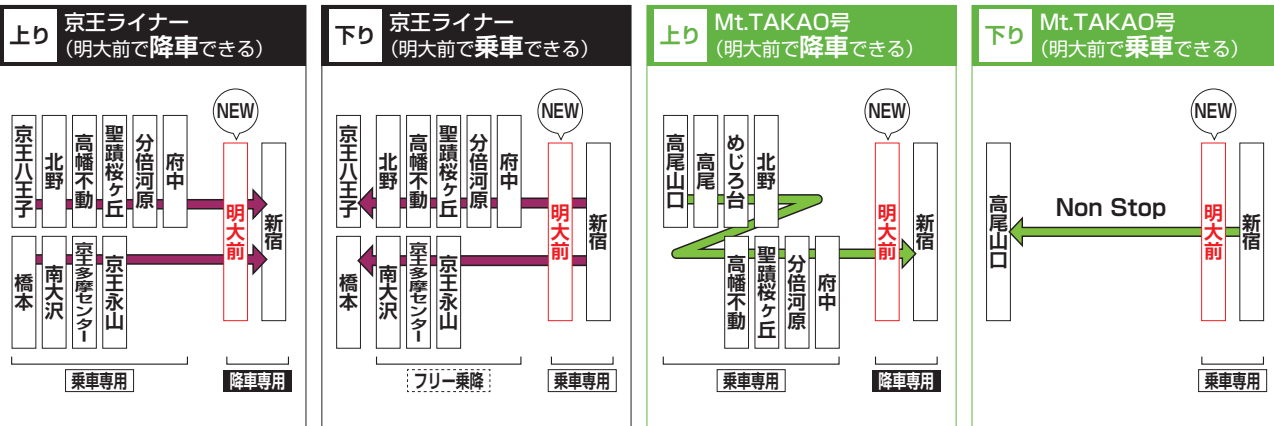 上り
京王ライナー
(明大前で降車できる)
NEW
京王八王子
北野
高幡不動
聖蹟桜ヶ丘
分倍河原
府中
明大前
新宿
橋本
南大沢
京王多摩センター
京王永山
乗車専用
降車専用
下り
京王ライナー
(明大前で乗車できる)
NEW
京王八王子
北野
高幡不動
聖蹟桜ヶ丘
分倍河原
府中
明大前
新宿
橋本
南大沢
京王多摩センター
京王永山
フリー乗降
乗車専用
上り
Mt.TAKAO号
(明大前で降車できる)
NEW
高尾山口
高尾
めじろ台
北野
高幡不動
聖蹟桜ヶ丘
分倍河原
府中
明大前
新宿
乗車専用
降車専用
下り
Mt.TAKAO号
(明大前で乗車できる)
NEW
高尾山口
Non Stop
明大前
新宿
乗車専用